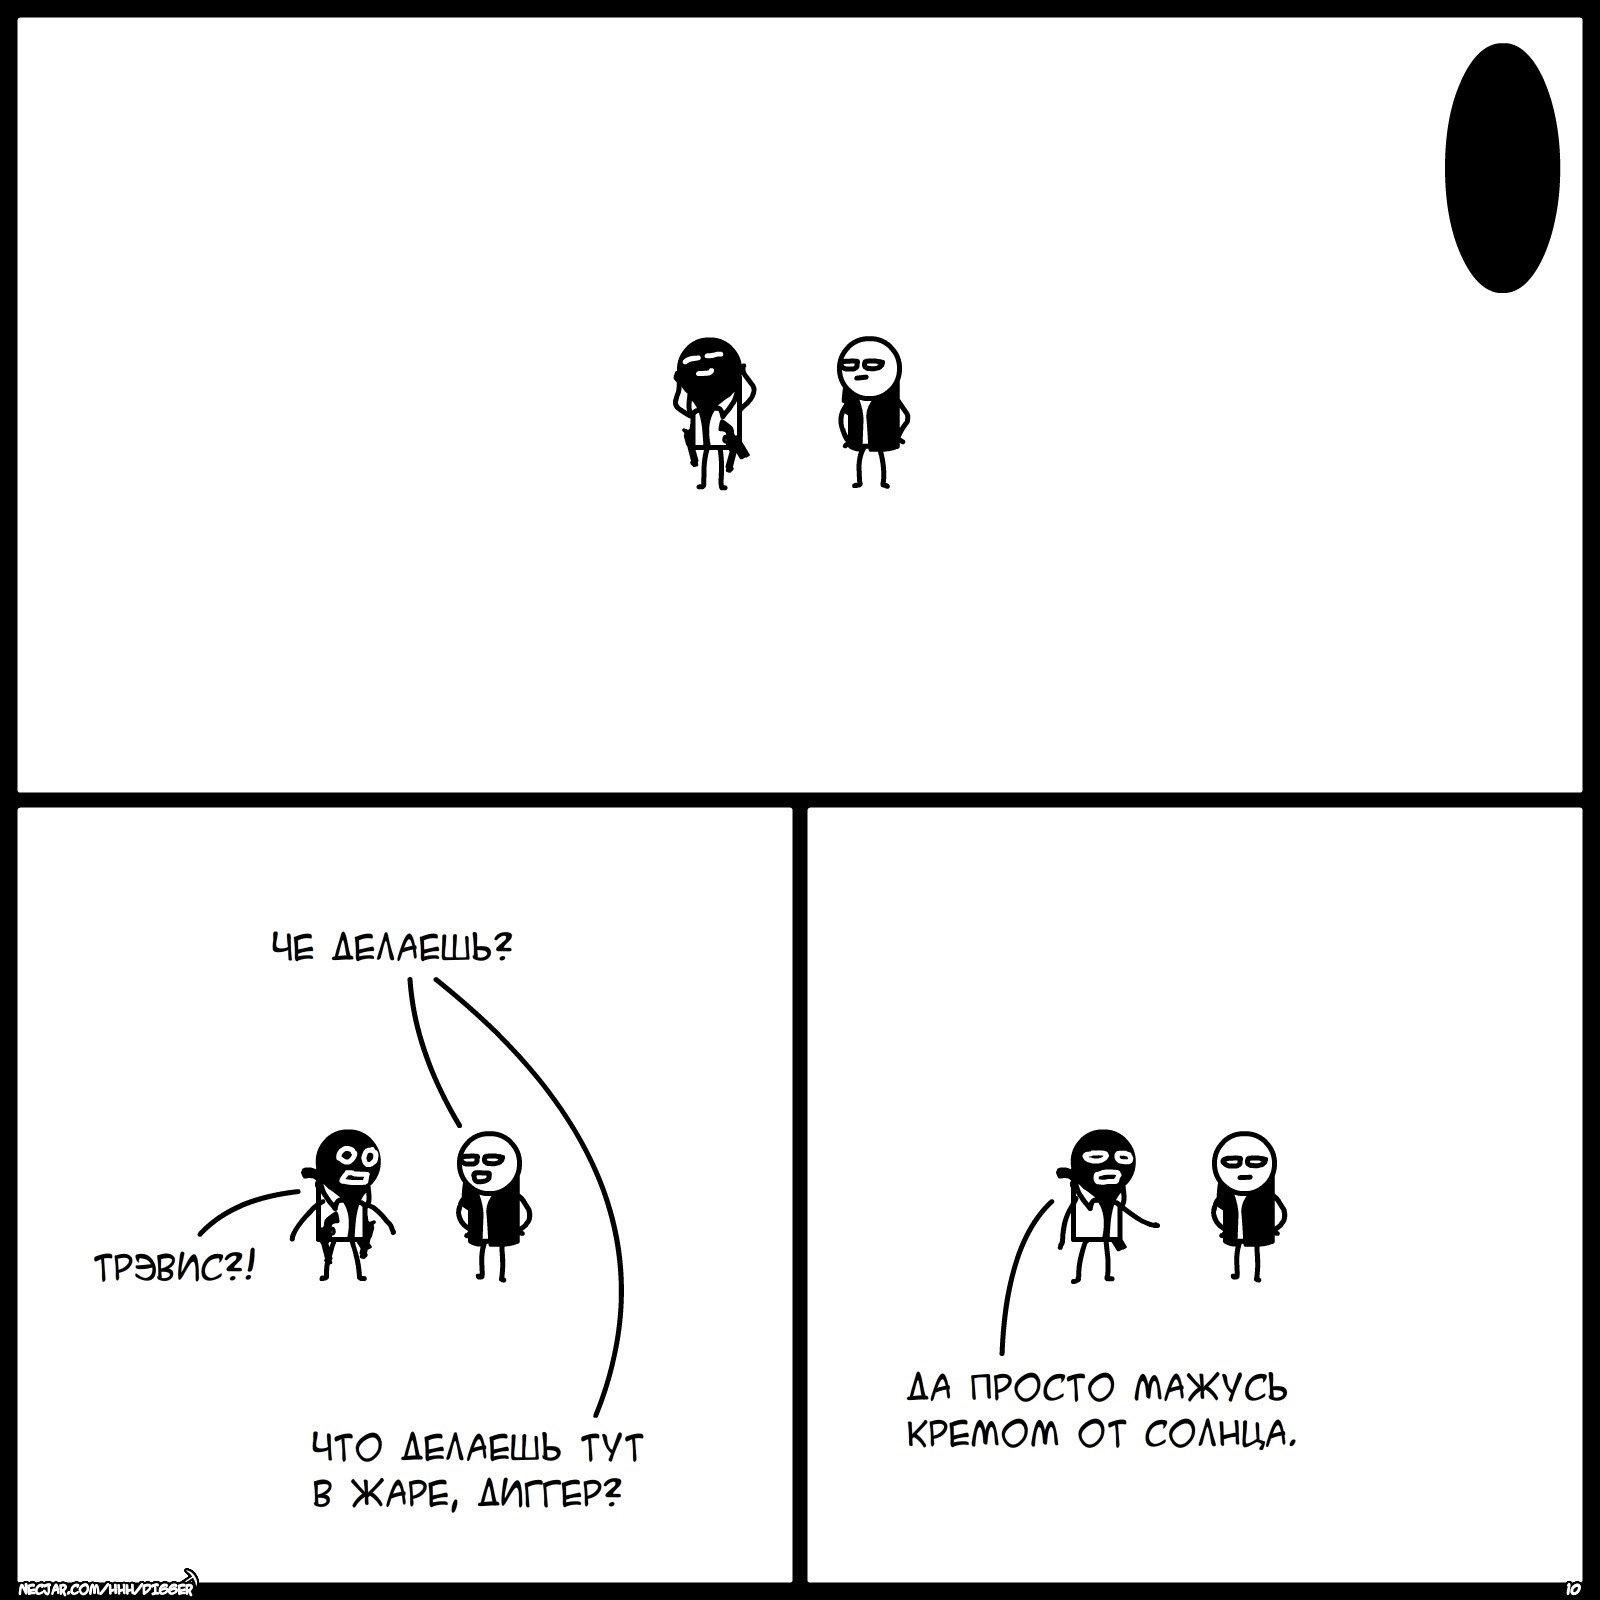 ЧЕ ДЕЛАЕШЬ?
ТРЭВИС?!
ЧТО ДЕЛАЕШЬ ТУТ
В ЖАРЕ, ДИГГЕР?
ДА ПРОСТО МАЖУСЬ
КРЕМОМ ОТ СОЛНЦА.
NECJAR.COM/HHH/DIGGER
10